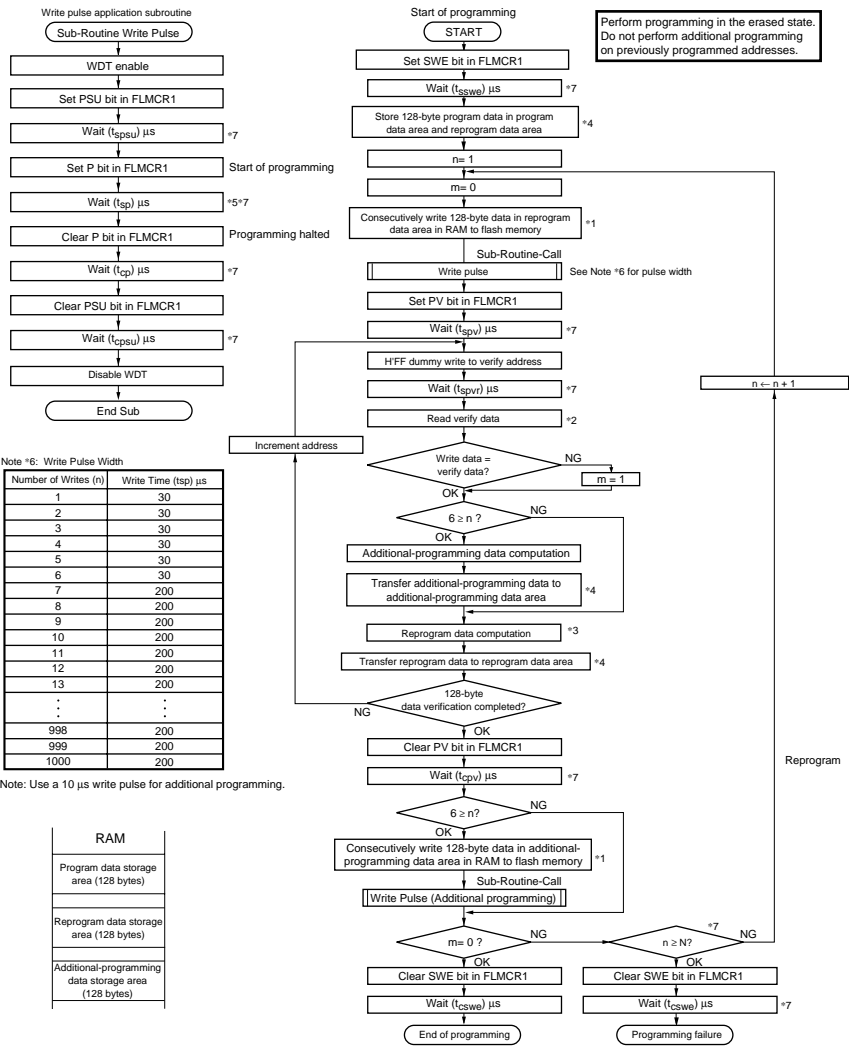 Write pulse application subroutine
Sub-Routine Write Pulse
WDT enable
Set PSU bit in FLMCR1
Wait (tspsu) μs
*7
Set P bit in FLMCR1
Start of programming
Wait (tsp) μs
*5*7
Clear P bit in FLMCR1
Programming halted
Wait (tcp) μs
*7
Clear PSU bit in FLMCR1
Wait (tcpsu) μs
*7
Disable WDT
End Sub
Note *6: Write Pulse Width
Number of Writes (n) Write Time (tsp) μs
1 30
2 30
3 30
4 30
5 30
6 30
7 200
8 200
9 200
10 200
11 200
12 200
13 200
⋮ ⋮
998 200
999 200
1000 200
Note: Use a 10 μs write pulse for additional programming.
RAM
Program data storage
area (128 bytes)
Reprogram data storage
area (128 bytes)
Additional-programming
data storage area
(128 bytes)
Start of programming
START
Perform programming in the erased state.
Do not perform additional programming
on previously programmed addresses.
Set SWE bit in FLMCR1
Wait (tsswe) μs
*7
Store 128-byte program data in program
data area and reprogram data area
*4
n= 1
m= 0
Consecutively write 128-byte data in reprogram
data area in RAM to flash memory
*1
Sub-Routine-Call
Write pulse
See Note *6 for pulse width
Set PV bit in FLMCR1
Wait (tspv) μs
*7
H'FF dummy write to verify address
Wait (tspvr) μs
*7
n ← n + 1
Read verify data
*2
Increment address
Write data =
verify data?
NG
m = 1
OK
6 ≥ n ?
NG
OK
Additional-programming data computation
Transfer additional-programming data to
additional-programming data area
*4
Reprogram data computation
*3
Transfer reprogram data to reprogram data area
*4
128-byte
data verification completed?
NG
OK
Clear PV bit in FLMCR1
Reprogram
Wait (tcpv) μs
*7
6 ≥ n?
NG
OK
Consecutively write 128-byte data in additional-
programming data area in RAM to flash memory
*1
Sub-Routine-Call
Write Pulse (Additional programming)
m= 0 ?
NG
*7
n ≥ N?
NG
OK
OK
Clear SWE bit in FLMCR1
Clear SWE bit in FLMCR1
Wait (tcswe) μs
Wait (tcswe) μs
*7
End of programming
Programming failure